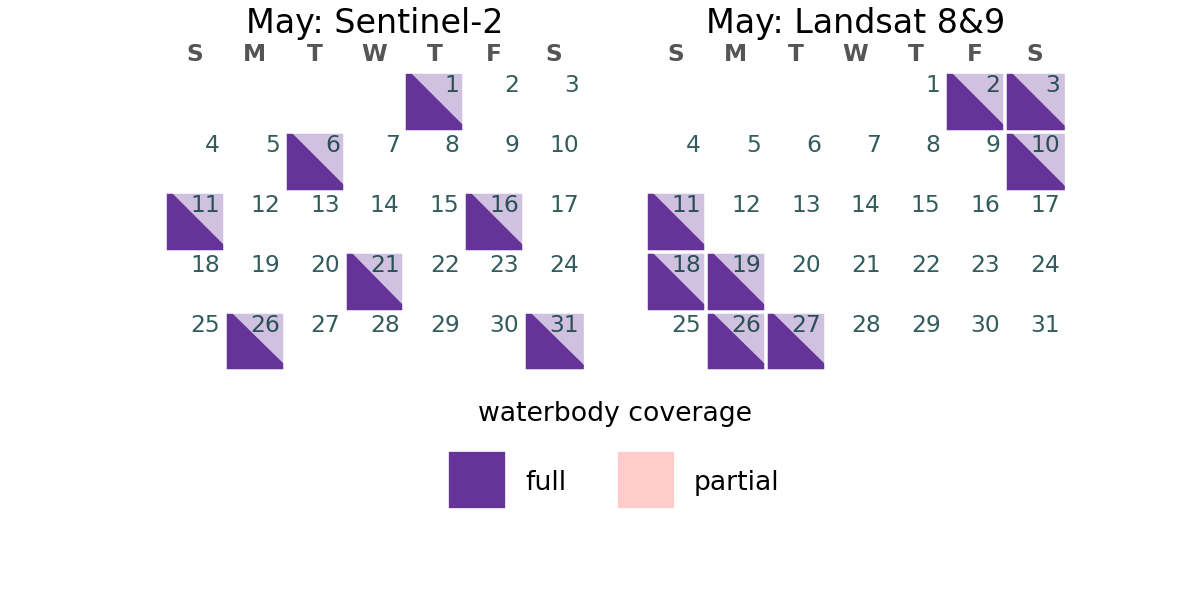 May: Sentinel-2
S M T W T F S
1 2 3
4 5 6 7 8 9 10
11 12 13 14 15 16 17
18 19 20 21 22 23 24
25 26 27 28 29 30 31
May: Landsat 8&9
S M T W T F S
1 2 3
4 5 6 7 8 9 10
11 12 13 14 15 16 17
18 19 20 21 22 23 24
25 26 27 28 29 30 31
waterbody coverage
full
partial